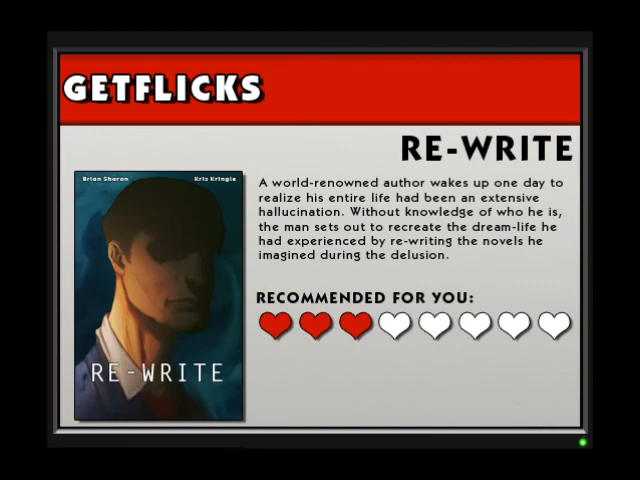 GETFLICKS
RE-WRITE
Brian Sharon Kris Kringle
RE-WRITE
A world-renowned author wakes up one day to
realize his entire life had been an extensive
hallucination. Without knowledge of who he is,
the man sets out to recreate the dream-life he
had experienced by re-writing the novels he
imagined during the delusion.
RECOMMENDED FOR YOU: